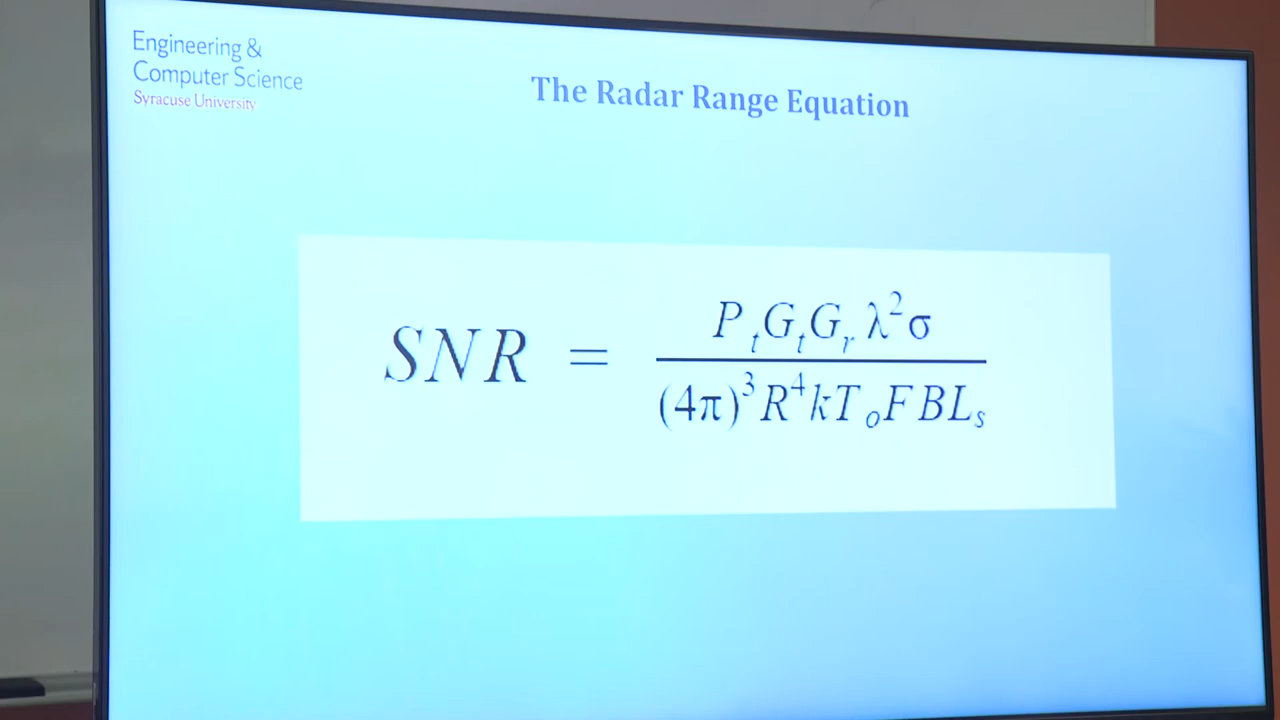 Engineering &
Computer Science
Syracuse University
The Radar Range Equation
SNR = \frac{P_t G_t G_r λ^2 σ}{(4π)^3 R^4 k T_o F B L_s}